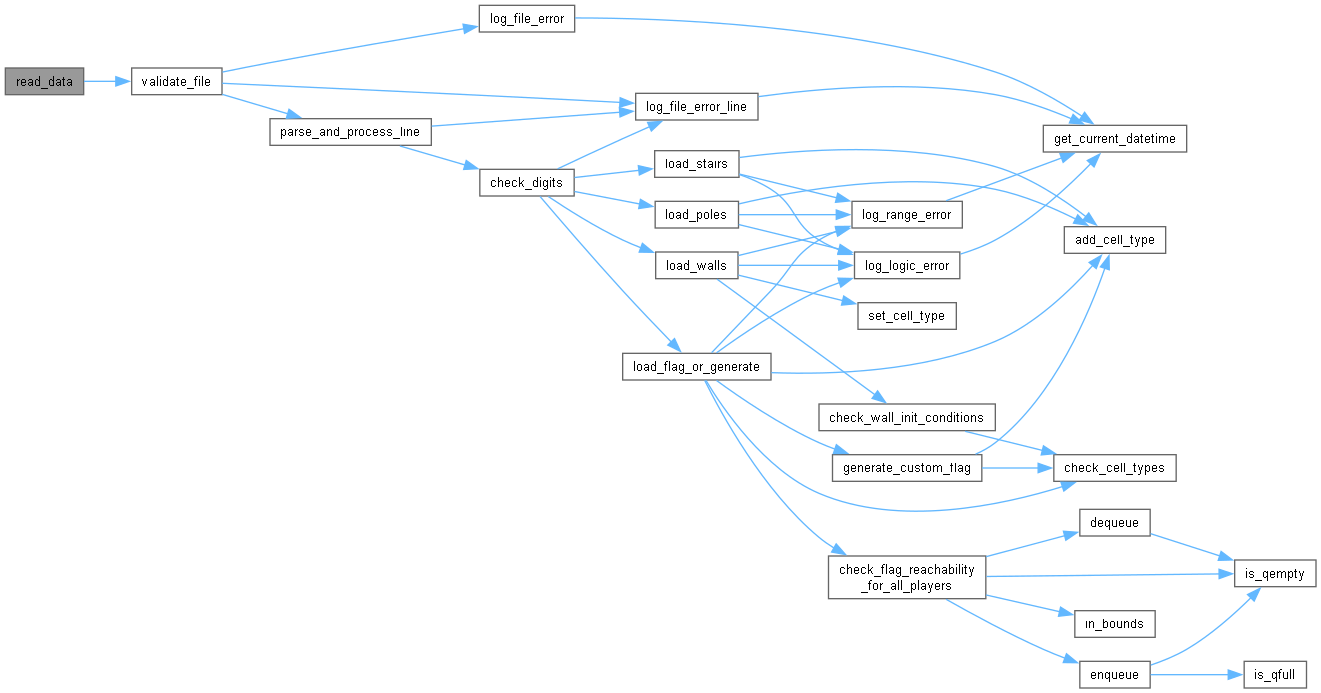 log_file_error
read_data
validate_file
log_file_error_line
parse_and_process_line
get_current_datetime
load_stairs
check_digits
load_poles
log_range_error
add_cell_type
load_walls
log_logic_error
set_cell_type
load_flag_or_generate
check_wall_init_conditions
generate_custom_flag
check_cell_types
dequeue
check_flag_reachability
_for_all_players
is_qempty
in_bounds
enqueue
is_qfull